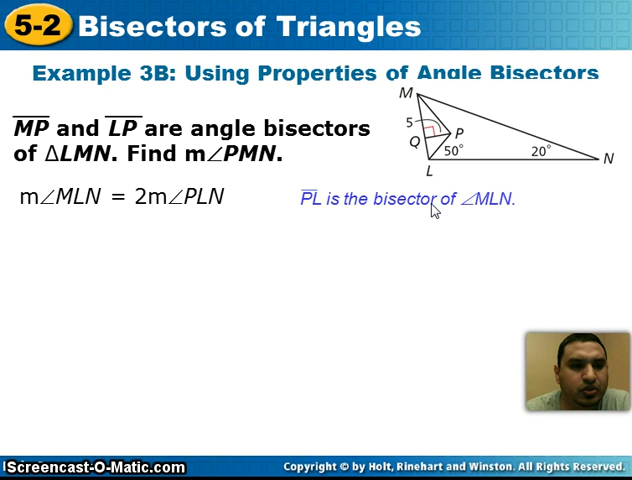 5-2 Bisectors of Triangles
Example 3B: Using Properties of Angle Bisectors
MP and LP are angle bisectors
of ∆LMN. Find m∠PMN.
M
5
P
Q
50°
20°
N
L
m∠MLN = 2m∠PLN
PL is the bisector of ∠MLN.
Screencast-O-Matic.com
Copyright © by Holt, Rinehart and Winston. All Rights Reserved.